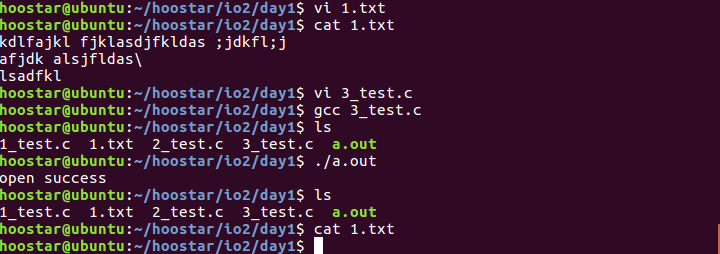 hoostar@ubuntu:~/hoostar/io2/day1$ vi 1.txt
hoostar@ubuntu:~/hoostar/io2/day1$ cat 1.txt
kdlfajkl fjklasdjfkldas ;jdkfl;j
afjdk alsjfldas\
lsadfkl
hoostar@ubuntu:~/hoostar/io2/day1$ vi 3_test.c
hoostar@ubuntu:~/hoostar/io2/day1$ gcc 3_test.c
hoostar@ubuntu:~/hoostar/io2/day1$ ls
1_test.c  1.txt  2_test.c  3_test.c  a.out
hoostar@ubuntu:~/hoostar/io2/day1$ ./a.out
open success
hoostar@ubuntu:~/hoostar/io2/day1$ ls
1_test.c  1.txt  2_test.c  3_test.c  a.out
hoostar@ubuntu:~/hoostar/io2/day1$ cat 1.txt
hoostar@ubuntu:~/hoostar/io2/day1$